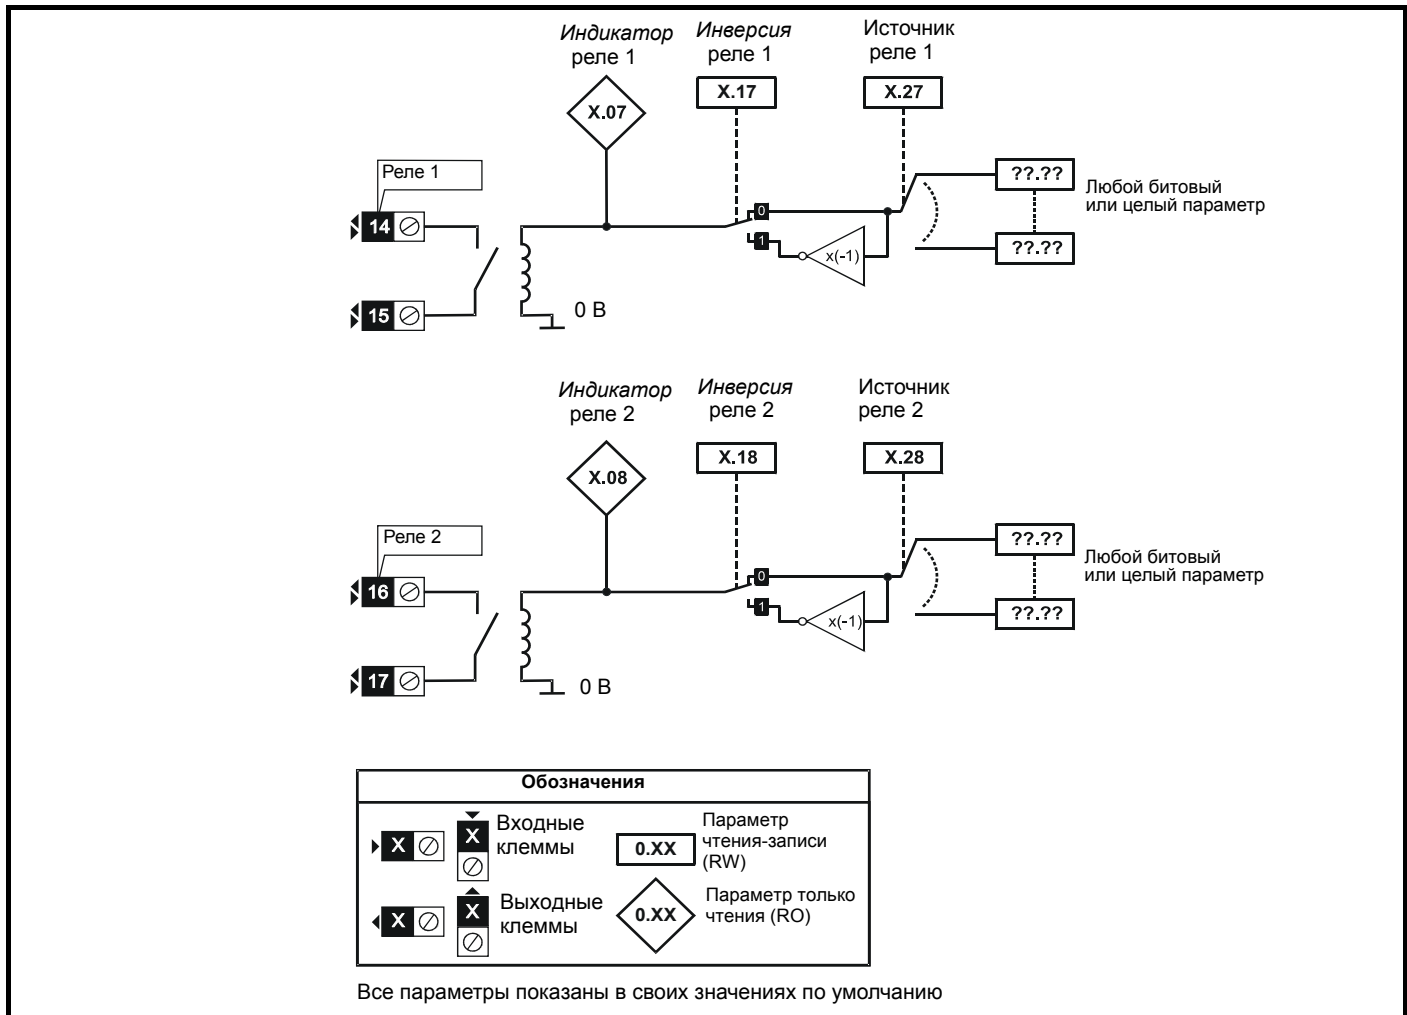 Индикатор
реле 1
Инверсия
реле 1
Источник
реле 1
X.07
X.17
X.27
Реле 1
14
15
0 В
0
1
x(-1)
??.??
??.??
Любой битовый
или целый параметр
Индикатор
реле 2
Инверсия
реле 2
Источник
реле 2
X.08
X.18
X.28
Реле 2
16
17
0 В
0
1
x(-1)
??.??
??.??
Любой битовый
или целый параметр
Обозначения
X
X
Входные
клеммы
0.XX
Параметр
чтения-записи
(RW)
X
X
Выходные
клеммы
0.XX
Параметр только
чтения (RO)
Все параметры показаны в своих значениях по умолчанию